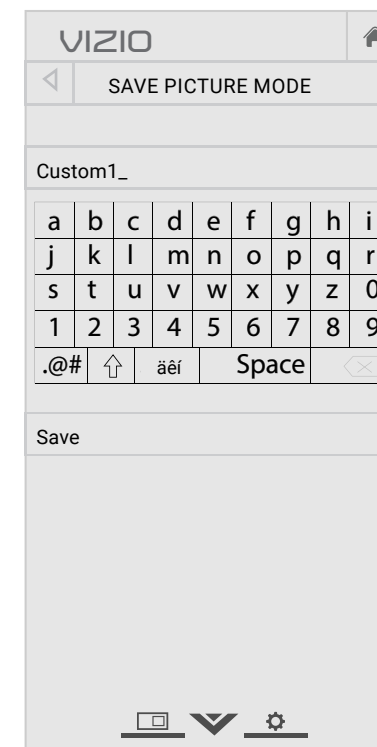 VIZIO
SAVE PICTURE MODE
Custom1_
a b c d e f g h i
j k l m n o p q r
s t u v w x y z 0
1 2 3 4 5 6 7 8 9
.@# äêí Space
Save